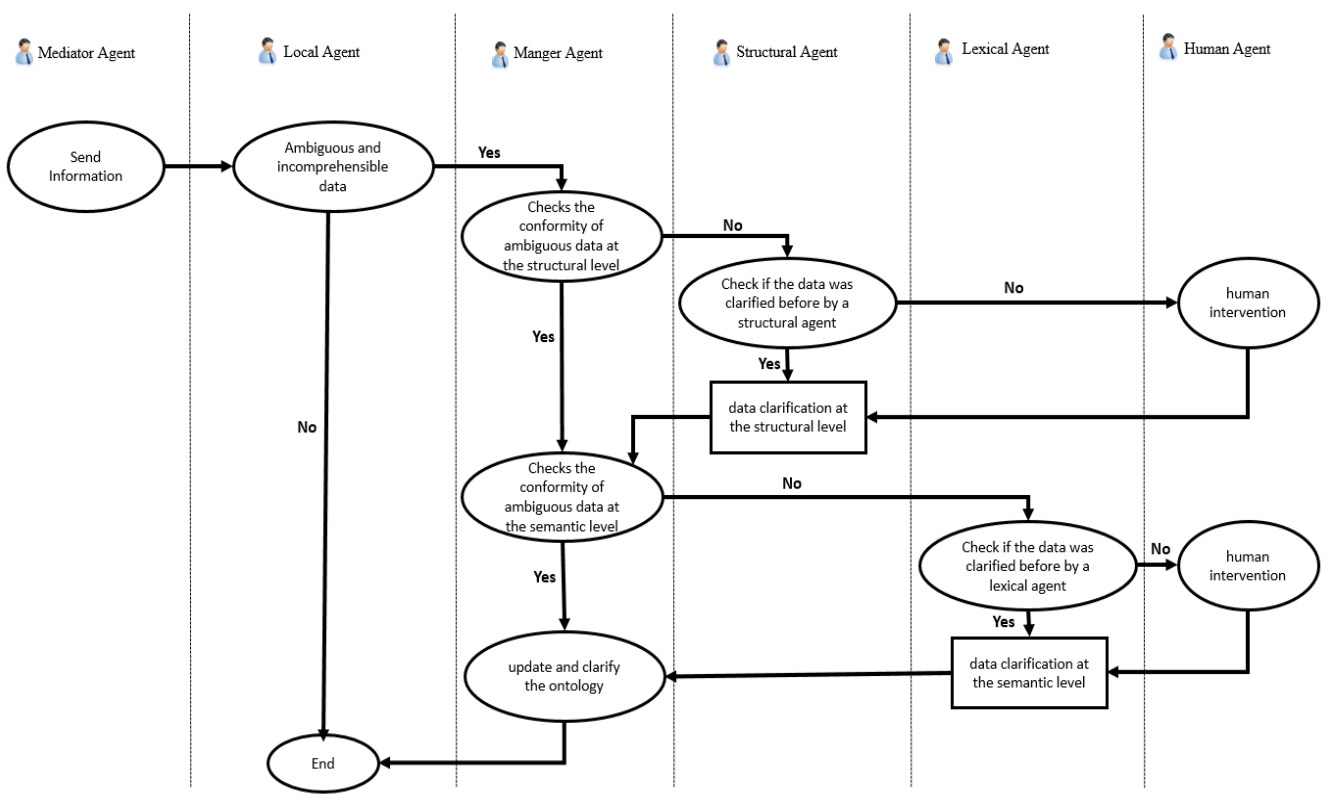 Mediator Agent
Local Agent
Manger Agent
Structural Agent
Lexical Agent
Human Agent
Send
Information
Ambiguous and
incomprehensible
data
Yes
Checks the
conformity of
ambiguous data at
the structural level
No
Check if the data was
clarified before by a
structural agent
No
human
intervention
Yes
Yes
data clarification at
the structural level
No
Checks the
conformity of
ambiguous data at
the semantic level
No
Check if the data was
clarified before by a
lexical agent
No
human
intervention
Yes
Yes
update and clarify
the ontology
data clarification at
the semantic level
End